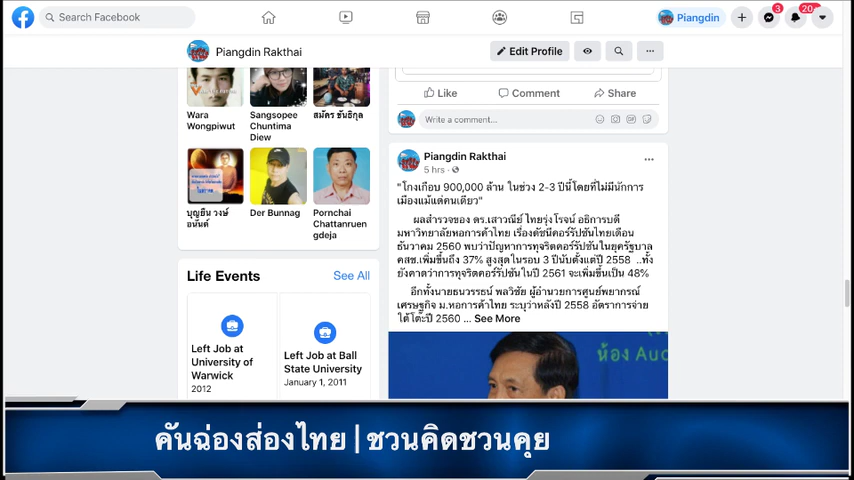 Search Facebook
Piangdin
3
20+
Piangdin Rakthai
Edit Profile
Like
Comment
Share
Write a comment...
Wara
Wongpiwut
Sangsopee
Chuntima
Diew
สมัคร ขันธิกุล
บุญยืน วงษ์
อนันต์
Der Bunnag
Pornchai
Chattanruen
gdeja
Life Events
See All
Left Job at
University of
Warwick
2012
Left Job at Ball
State University
January 1, 2011
Piangdin Rakthai
5 hrs ·
"โกงเกือบ 900,000 ล้าน ในช่วง 2-3 ปีนี้โดยที่ไม่มีนักการ
เมืองแม้แต่คนเดียว"
ผลสำรวจของ ดร.เสาวณีย์ ไทยรุ่งโรจน์ อธิการบดี
มหาวิทยาลัยหอการค้าไทย เรื่องดัชนีคอร์รัปชันไทยเดือน
ธันวาคม 2560 พบว่าปัญหาการทุจริตคอร์รัปชันในยุครัฐบาล
คสช.เพิ่มขึ้นถึง 37% สูงสุดในรอบ 3 ปีนับตั้งแต่ปี 2558 ..ทั้ง
ยังคาดว่าการทุจริตคอร์รัปชันในปี 2561 จะเพิ่มขึ้นเป็น 48%
อีกทั้งนายธนวรรธน์ พลวิชัย ผู้อำนวยการศูนย์พยากรณ์
เศรษฐกิจ ม.หอการค้าไทย ระบุว่าหลังปี 2558 อัตราการจ่าย
ใต้โต๊ะปี 2560 ... See More
ห้อง Aud
คันฉ่องส่องไทย | ชวนคิดชวนคุย